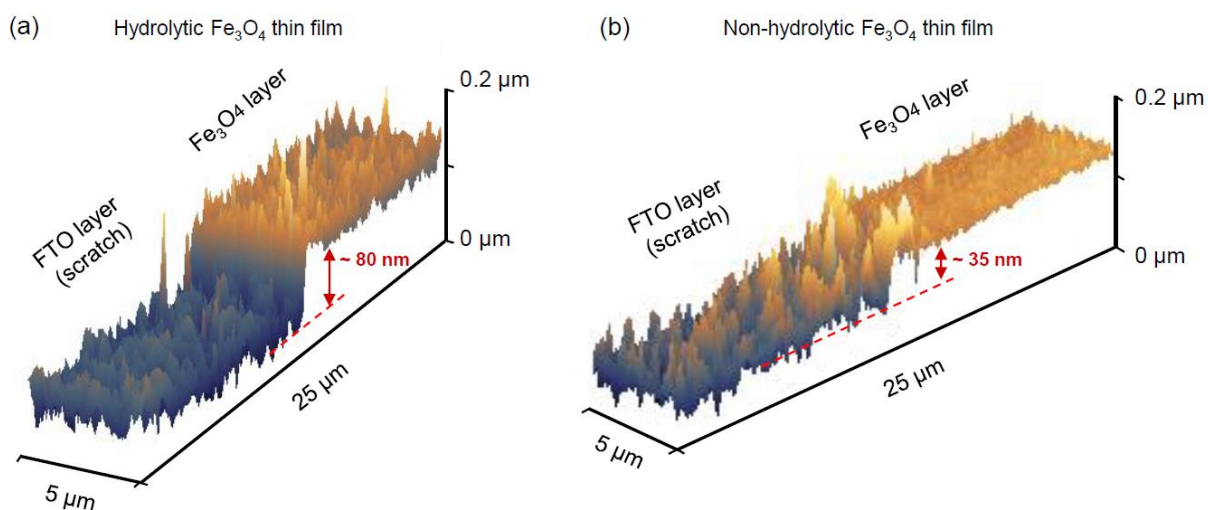 (a) Hydrolytic Fe₃O₄ thin film
Fe₃O4 layer
FTO layer
(scratch)
0.2 µm
0 µm
~ 80 nm
25 µm
5 µm
(b) Non-hydrolytic Fe₃O₄ thin film
Fe₃O4 layer
FTO layer
(scratch)
0.2 µm
0 µm
~ 35 nm
25 µm
5 µm